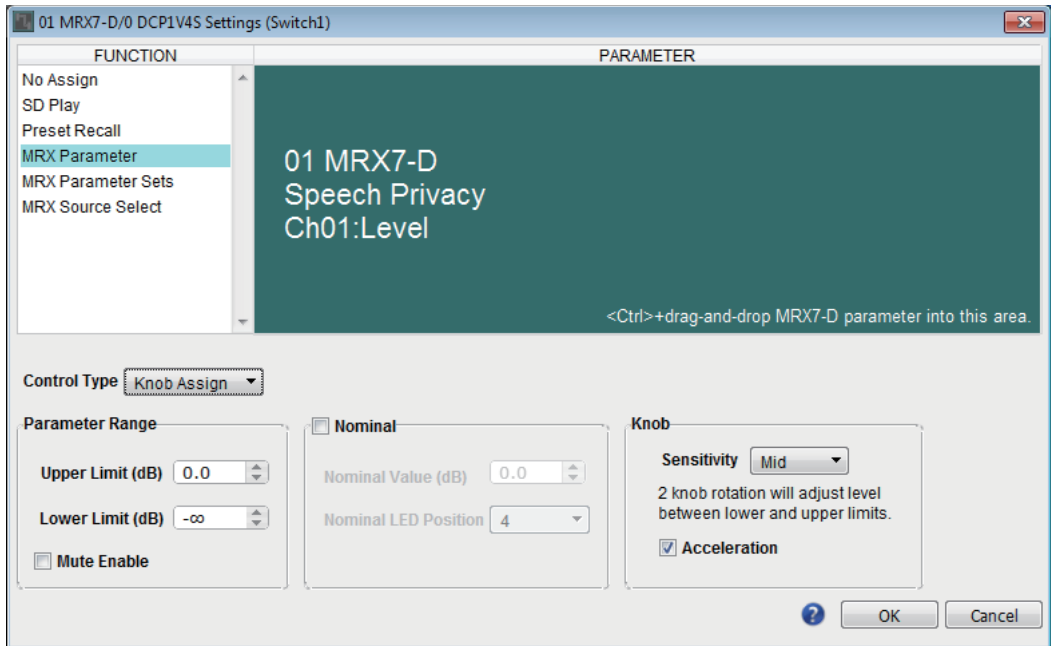 01 MRX7-D/0 DCP1V4S Settings (Switch1)
FUNCTION
PARAMETER
No Assign
SD Play
Preset Recall
MRX Parameter
MRX Parameter Sets
MRX Source Select
01 MRX7-D
Speech Privacy
Ch01:Level
<Ctrl>+drag-and-drop MRX7-D parameter into this area.
Control Type Knob Assign
Parameter Range
Upper Limit (dB) 0.0
Lower Limit (dB) -∞
Mute Enable
Nominal
Nominal Value (dB) 0.0
Nominal LED Position 4
Knob
Sensitivity Mid
2 knob rotation will adjust level
between lower and upper limits.
Acceleration
?
OK
Cancel